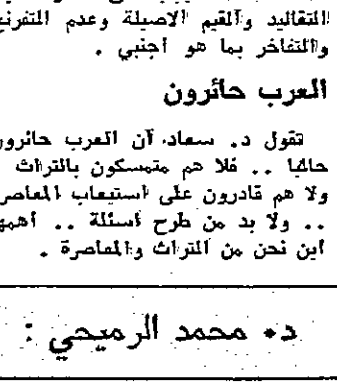 التقاليد والقيم الاصيلة وعدم التفرنج
والتفاخر بما هو أجنبي .
العرب حائرون
تقول د. سعاد أن العرب حائرون
حاليا .. فلا هم متمسكون بالتراث
ولا هم قادرون على استيعاب المعاصرة
.. ولا بد من طرح أسئلة .. أهمها
أين نحن من التراث والمعاصرة .
د. محمد الرميحي :